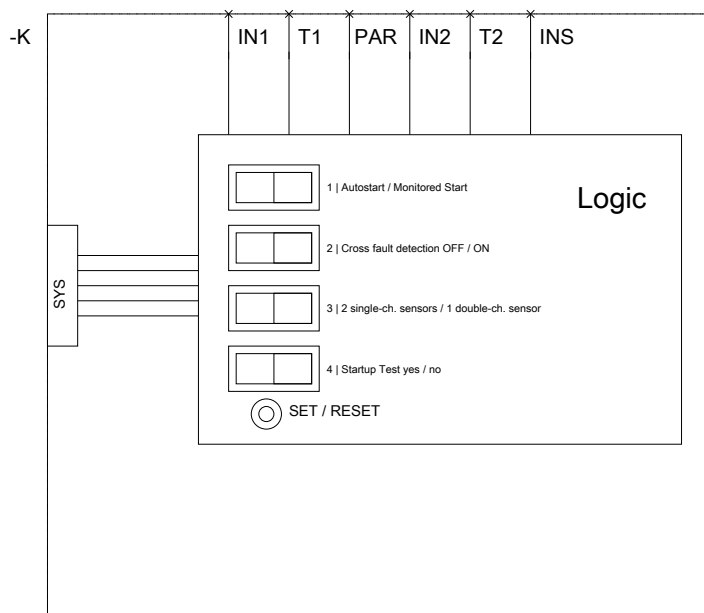 -K
IN1 T1 PAR IN2 T2 INS
1 | Autostart / Monitored Start
Logic
2 | Cross fault detection OFF / ON
SYS
3 | 2 single-ch. sensors / 1 double-ch. sensor
4 | Startup Test yes / no
SET / RESET